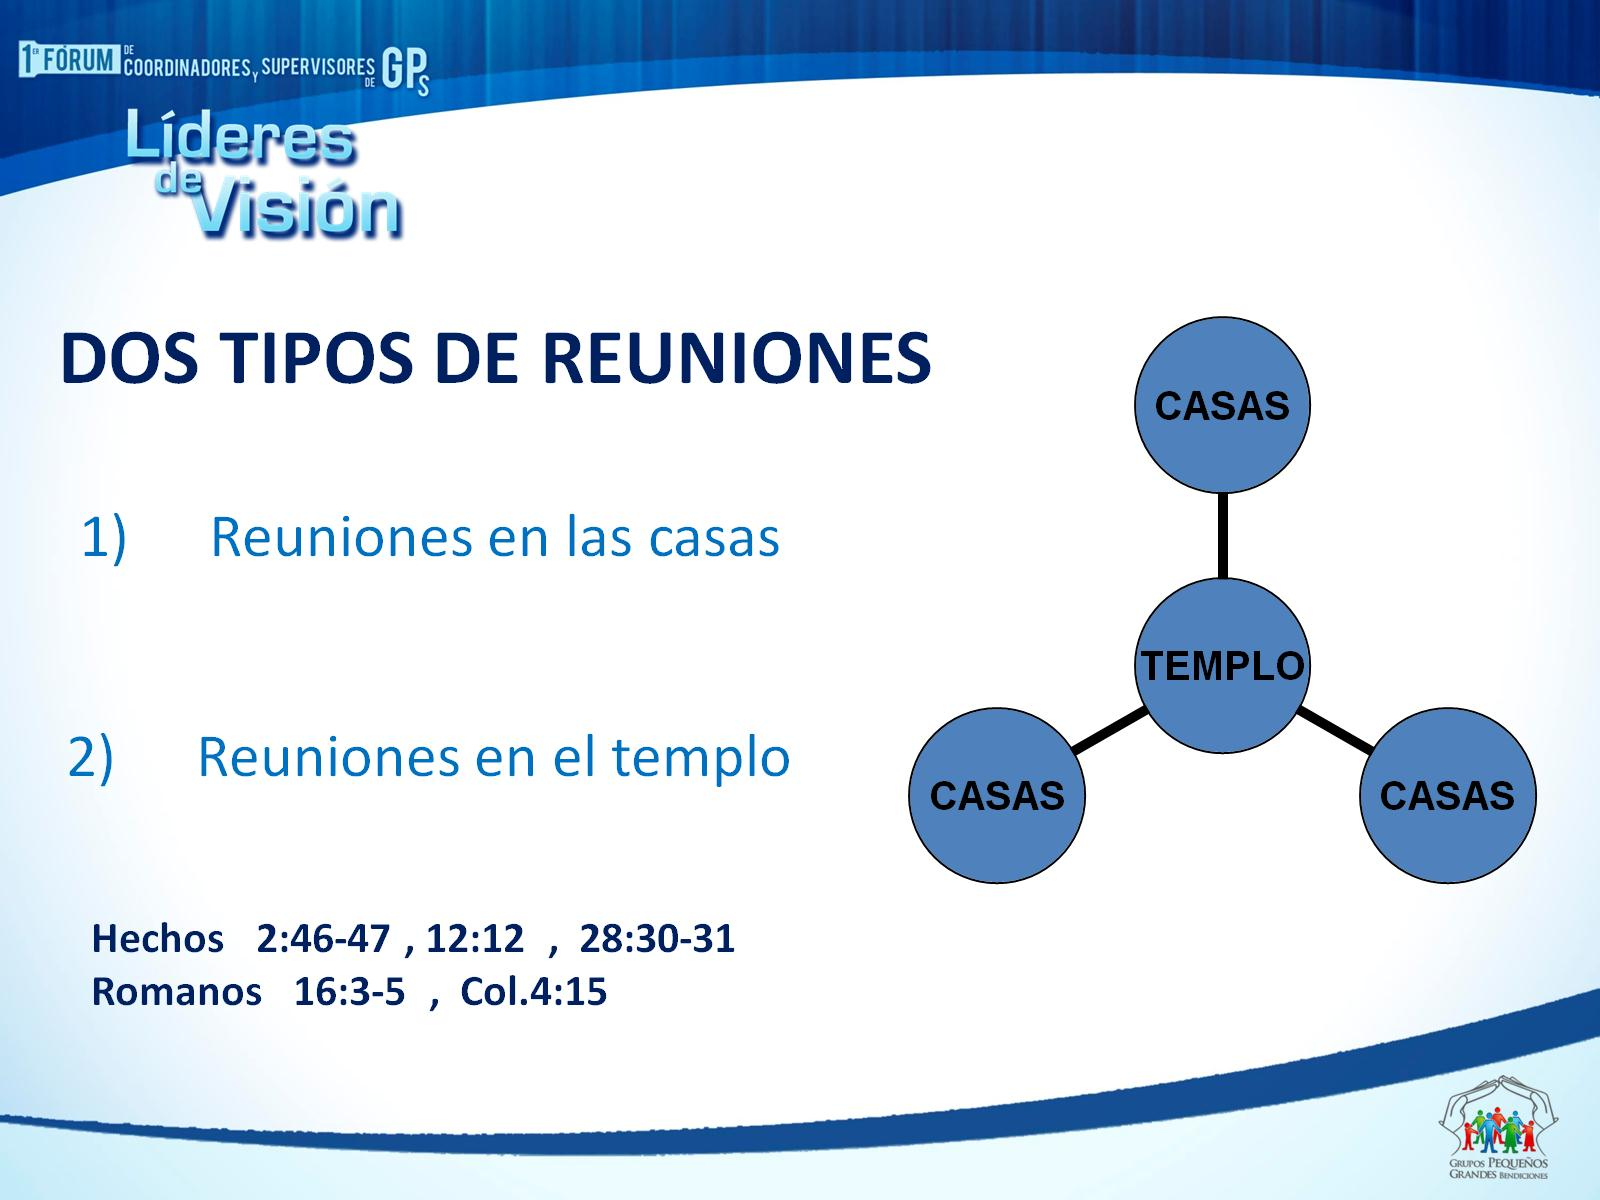 1ER FÓRUM DE COORDINADORES Y SUPERVISORES DE GPs
Líderes
de Visión
DOS TIPOS DE REUNIONES
1) Reuniones en las casas
2) Reuniones en el templo
Hechos 2:46-47 , 12:12 , 28:30-31
Romanos 16:3-5 , Col.4:15
CASAS
TEMPLO
CASAS
CASAS
GRUPOS PEQUEÑOS
GRANDES BENDICIONES